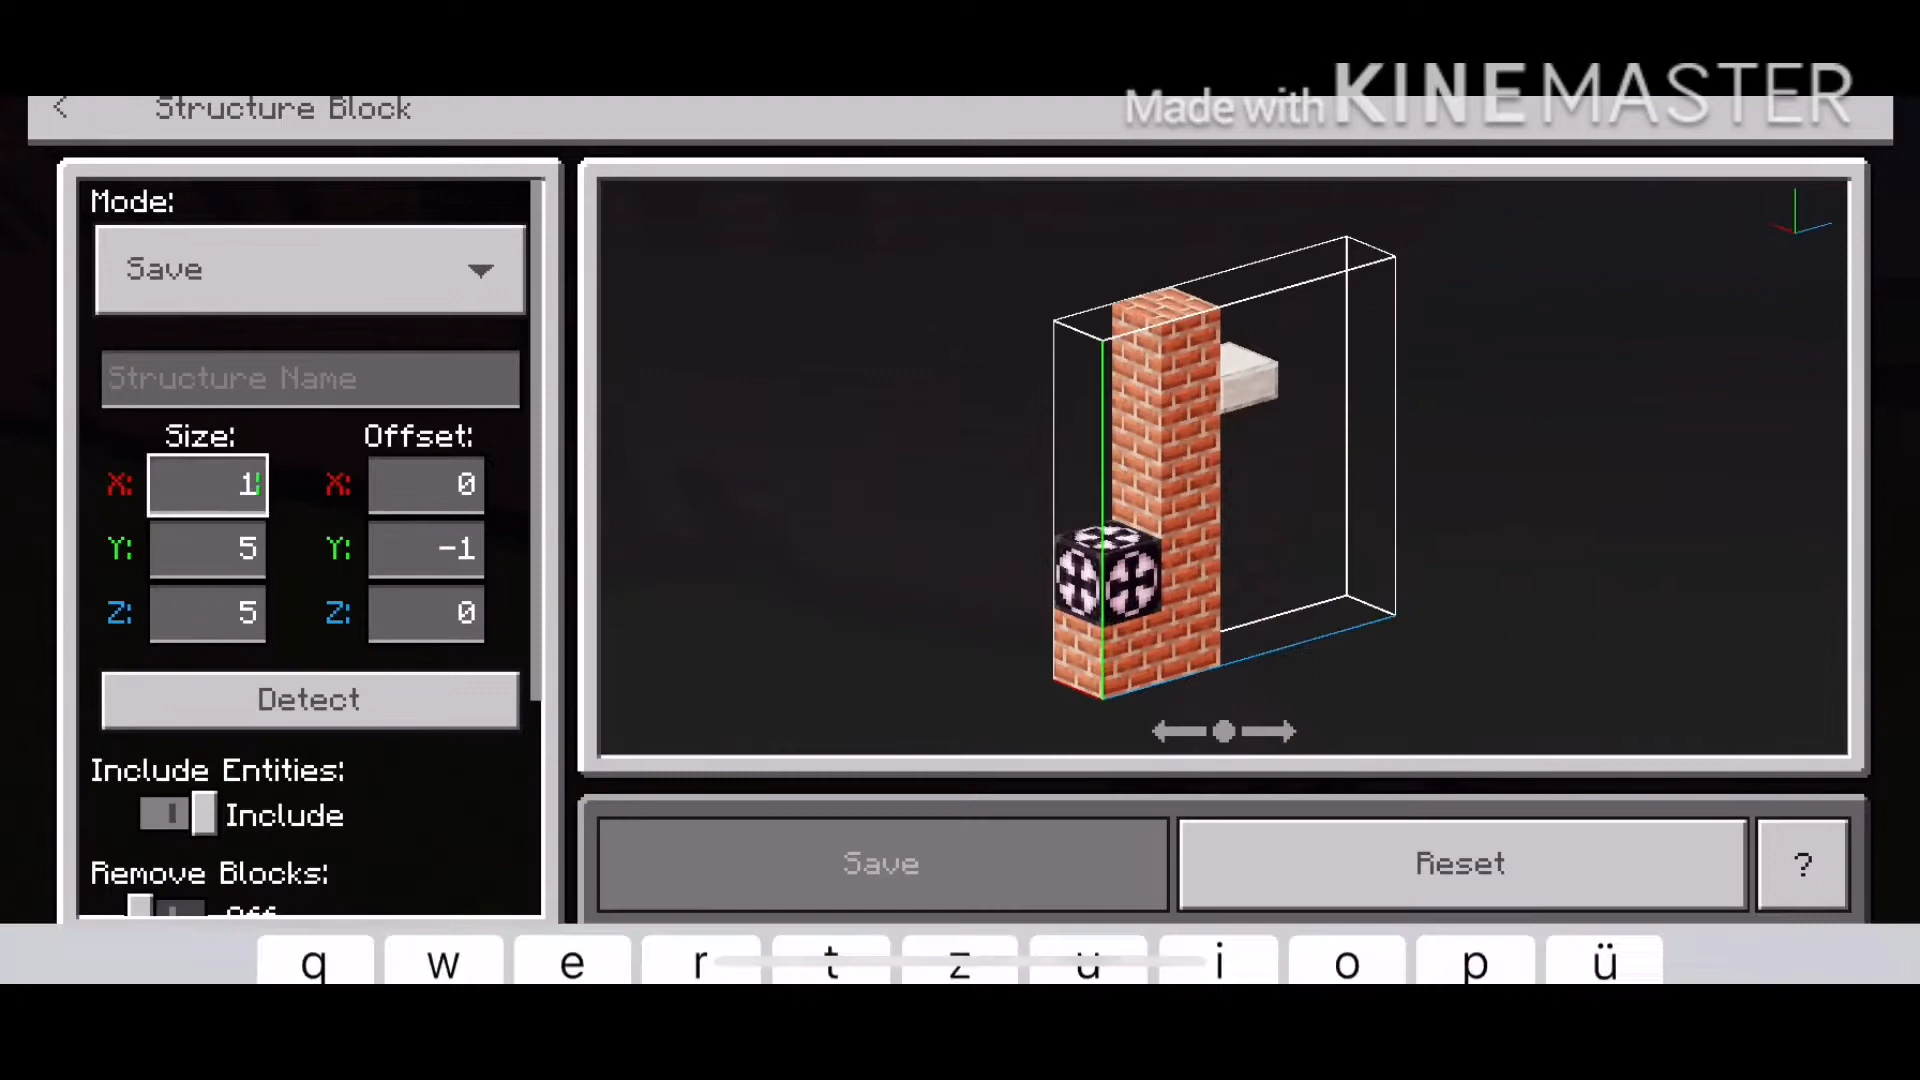 Made with KINEMASTER
Structure Block
Mode:
Save
Structure Name
Size: Offset:
X: 1 X: 0
Y: 5 Y: -1
Z: 5 Z: 0
Detect
Include Entities:
Include
Remove Blocks:
Off
Save Reset ?
q w e r t z u i o p ü